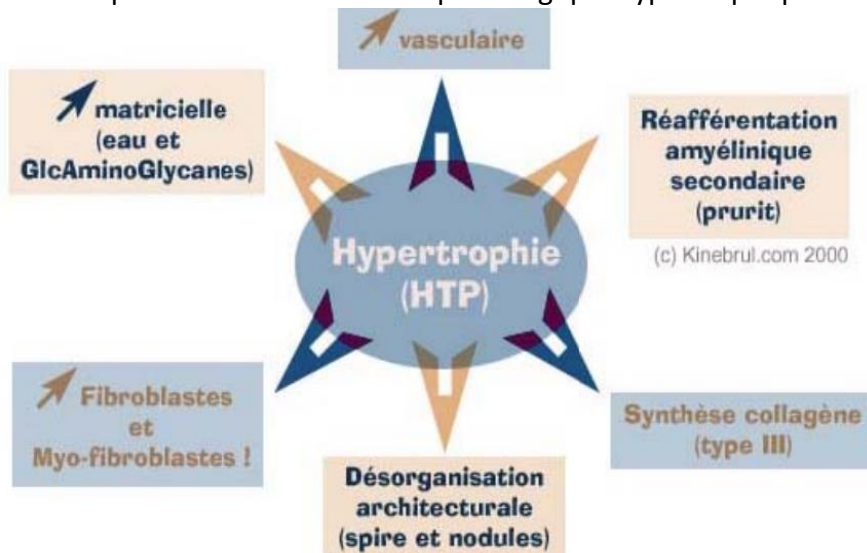 vasculaire
matricielle
(eau et
GlcAminoGlycanes)
Réafférentation
amyélinique
secondaire
(prurit)
(c) Kinebrul.com 2000
Hypertrophie
(HTP)
Fibroblastes
et
Myo-fibroblastes !
Synthèse collagène
(type III)
Désorganisation
architecturale
(spire et nodules)